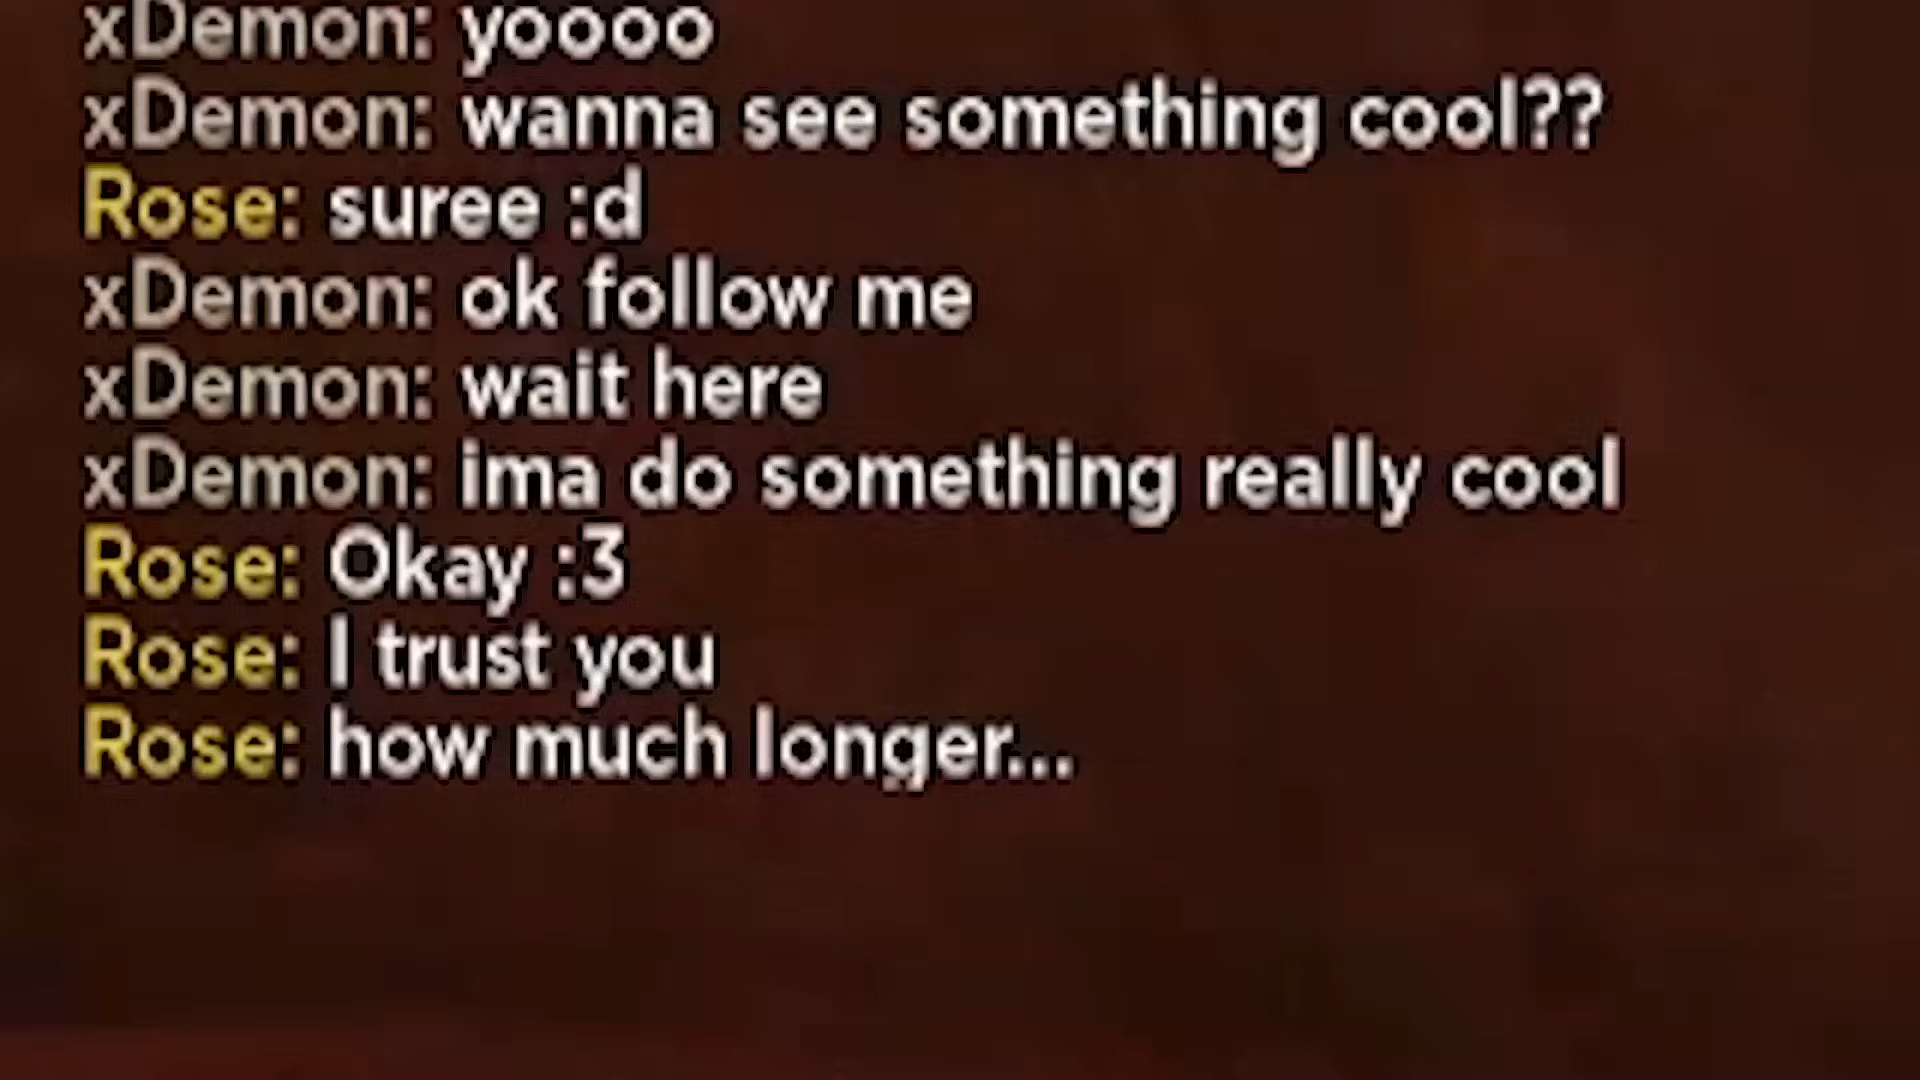 xDemon: yoooo
xDemon: wanna see something cool??
Rose: suree :d
xDemon: ok follow me
xDemon: wait here
xDemon: ima do something really cool
Rose: Okay :3
Rose: I trust you
Rose: how much longer...